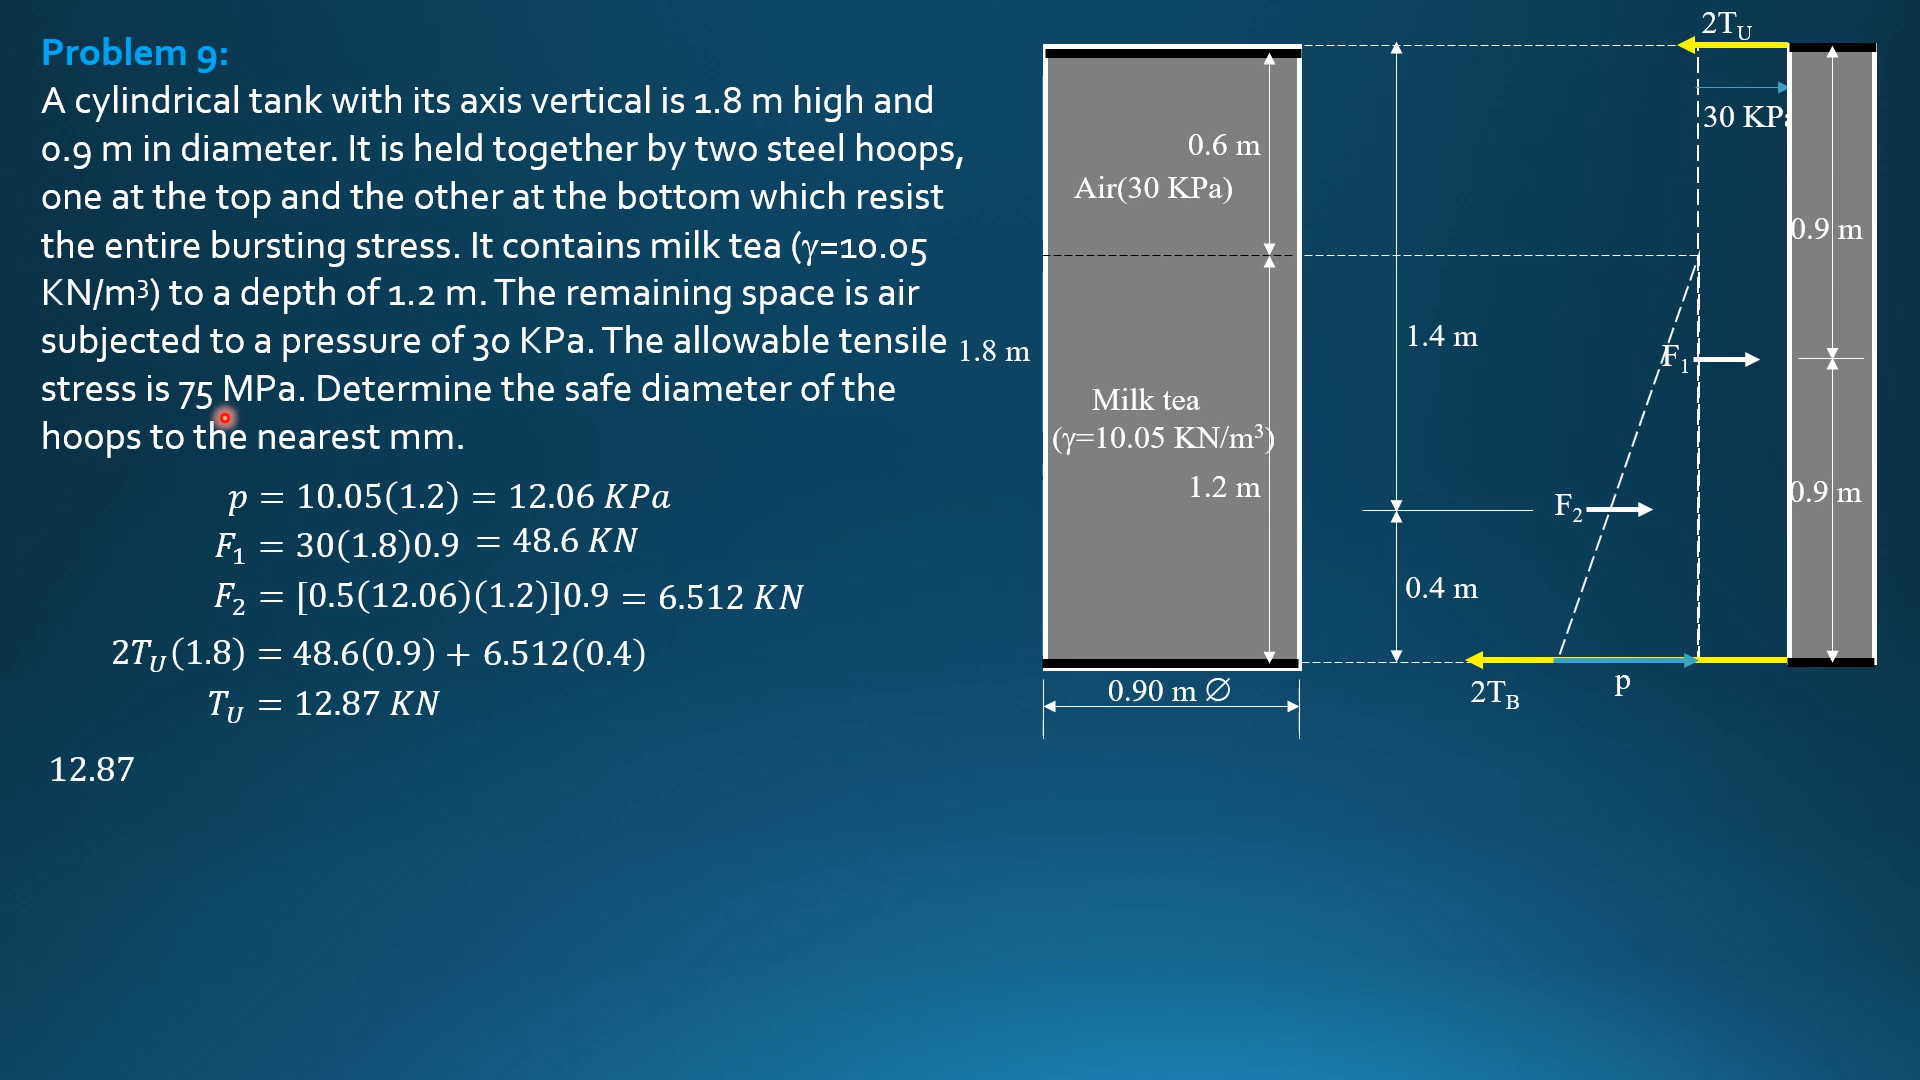 Problem 9:
A cylindrical tank with its axis vertical is 1.8 m high and
0.9 m in diameter. It is held together by two steel hoops,
one at the top and the other at the bottom which resist
the entire bursting stress. It contains milk tea (γ=10.05
KN/m³) to a depth of 1.2 m. The remaining space is air
subjected to a pressure of 30 KPa. The allowable tensile
stress is 75 MPa. Determine the safe diameter of the
hoops to the nearest mm.
p = 10.05(1.2) = 12.06 KPa
F₁ = 30(1.8)0.9 = 48.6 KN
F₂ = [0.5(12.06)(1.2)]0.9 = 6.512 KN
2T_U(1.8) = 48.6(0.9) + 6.512(0.4)
T_U = 12.87 KN
12.87
1.8 m
0.6 m
Air(30 KPa)
Milk tea
(γ=10.05 KN/m³)
1.2 m
0.90 m ∅
1.4 m
0.4 m
2T_U
30 KPa
0.9 m
F₁
0.9 m
F₂
2T_B
p